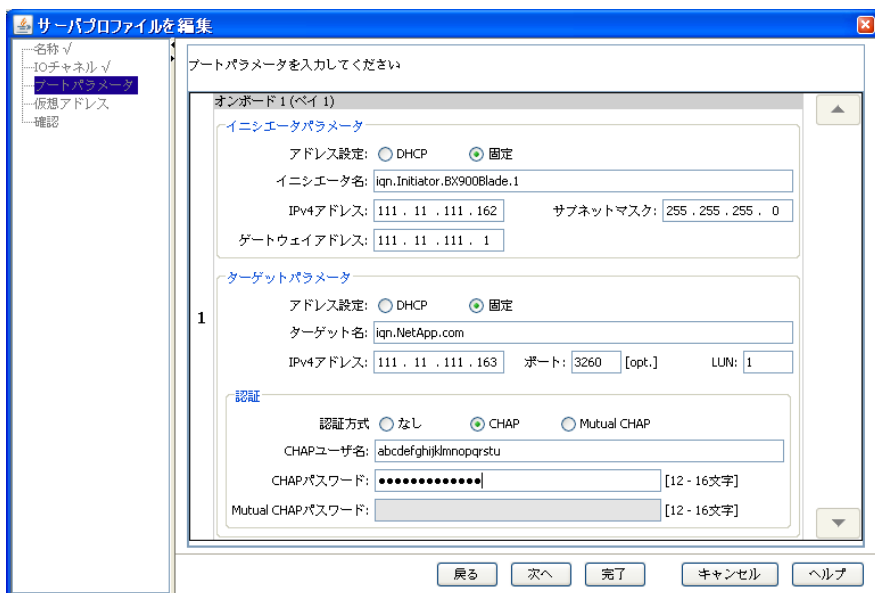 サーバプロファイルを編集
名称 √
IOチャネル √
ブートパラメータ
仮想アドレス
確認
ブートパラメータを入力してください
オンボード 1 (ベイ 1)
イニシエータパラメータ
アドレス設定: DHCP 固定
イニシエータ名: iqn.Initiator.BX900Blade.1
IPv4アドレス: 111 . 11 . 111 . 162 サブネットマスク: 255 . 255 . 255 . 0
ゲートウェイアドレス: 111 . 11 . 111 . 1
1
ターゲットパラメータ
アドレス設定: DHCP 固定
ターゲット名: iqn.NetApp.com
IPv4アドレス: 111 . 11 . 111 . 163 ポート: 3260 [opt.] LUN: 1
認証
認証方式 なし CHAP Mutual CHAP
CHAPユーザ名: abcdefghijklmnopqrstu
CHAPパスワード: ●●●●●●●●●●●●● [12 - 16文字]
Mutual CHAPパスワード: [12 - 16文字]
戻る 次へ 完了 キャンセル ヘルプ